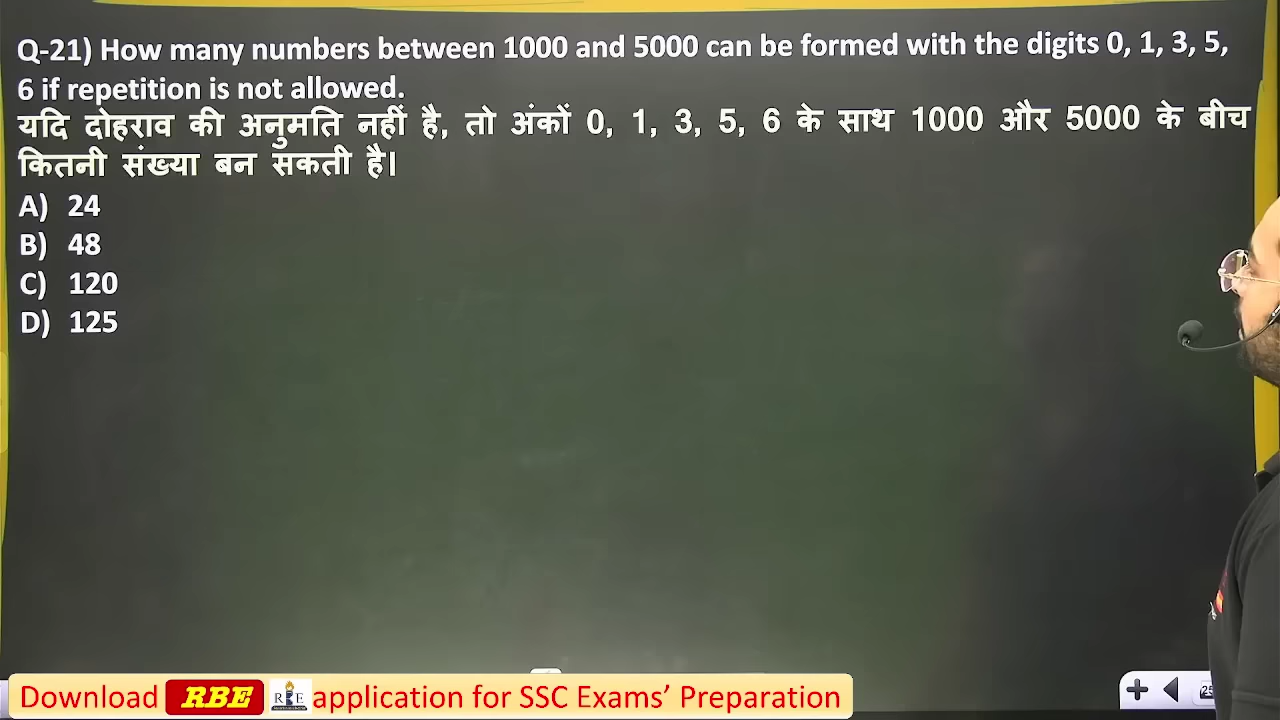 Q-21) How many numbers between 1000 and 5000 can be formed with the digits 0, 1, 3, 5,
6 if repetition is not allowed.
यदि दोहराव की अनुमति नहीं है, तो अंकों 0, 1, 3, 5, 6 के साथ 1000 और 5000 के बीच
कितनी संख्या बन सकती है।
A) 24
B) 48
C) 120
D) 125
Download RBE RBE application for SSC Exams’ Preparation